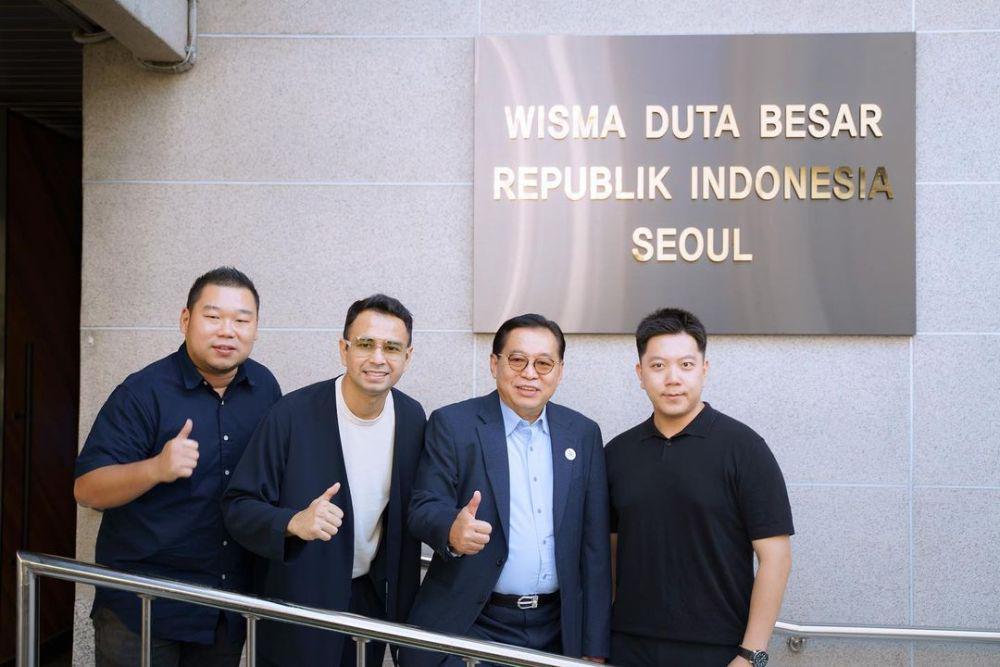 WISMA DUTA BESAR
REPUBLIK INDONESIA
SEOUL